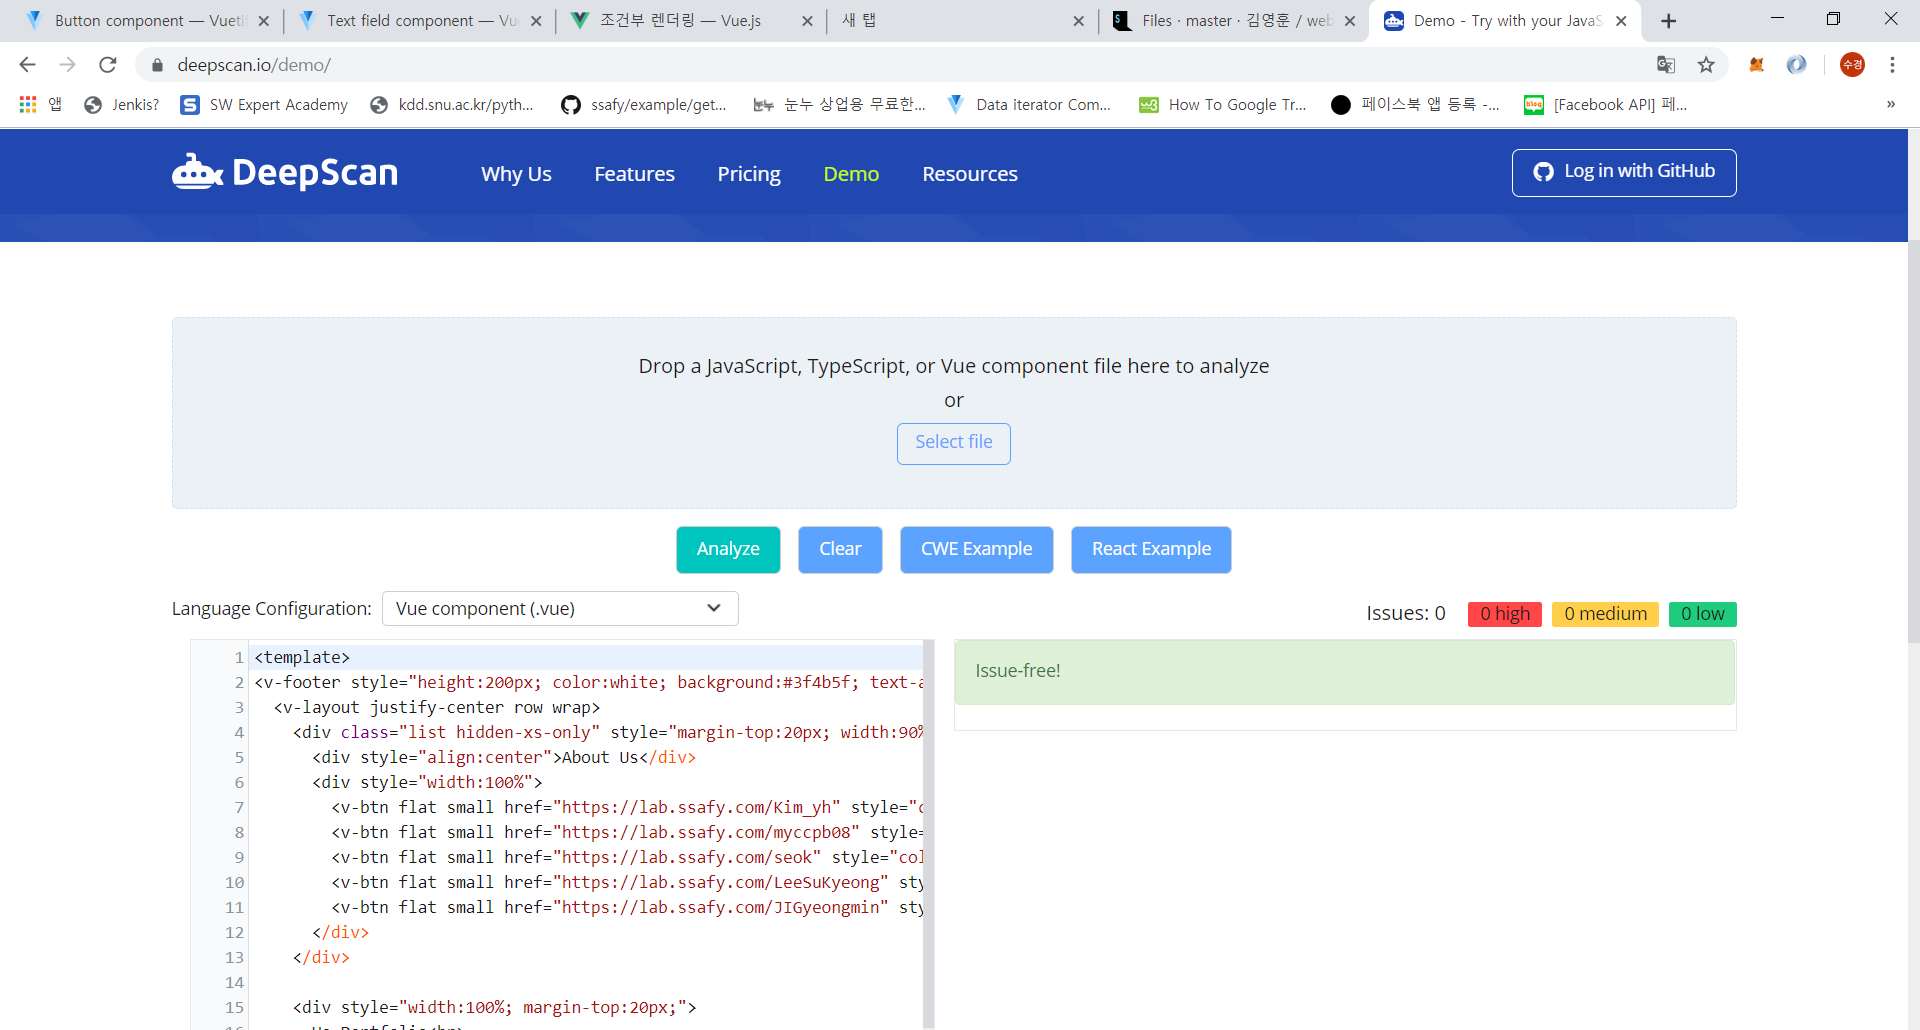 Button component — Vueti
Text field component — Vue
조건부 렌더링 — Vue.js
새 탭
Files · master · 김영훈 / web
Demo - Try with your JavaS
deepscan.io/demo/
수경
앱
Jenkis?
SW Expert Academy
kdd.snu.ac.kr/pyth...
ssafy/example/get...
눈누 상업용 무료한...
Data iterator Com...
How To Google Tr...
페이스북 앱 등록 -...
[Facebook API] 페...
»
DeepScan
Why Us
Features
Pricing
Demo
Resources
Log in with GitHub
Drop a JavaScript, TypeScript, or Vue component file here to analyze
or
Select file
Analyze
Clear
CWE Example
React Example
Language Configuration:
Vue component (.vue)
Issues: 0
0 high
0 medium
0 low
1 <template>
2 <v-footer style="height:200px; color:white; background:#3f4b5f; text-a
3 <v-layout justify-center row wrap>
4 <div class="list hidden-xs-only" style="margin-top:20px; width:90%
5 <div style="align:center">About Us</div>
6 <div style="width:100%">
7 <v-btn flat small href="https://lab.ssafy.com/Kim_yh" style="c
8 <v-btn flat small href="https://lab.ssafy.com/myccpb08" style=
9 <v-btn flat small href="https://lab.ssafy.com/seok" style="col
10 <v-btn flat small href="https://lab.ssafy.com/LeeSuKyeong" sty
11 <v-btn flat small href="https://lab.ssafy.com/JIGyeongmin" sty
12 </div>
13 </div>
14
15 <div style="width:100%; margin-top:20px;">
Issue-free!